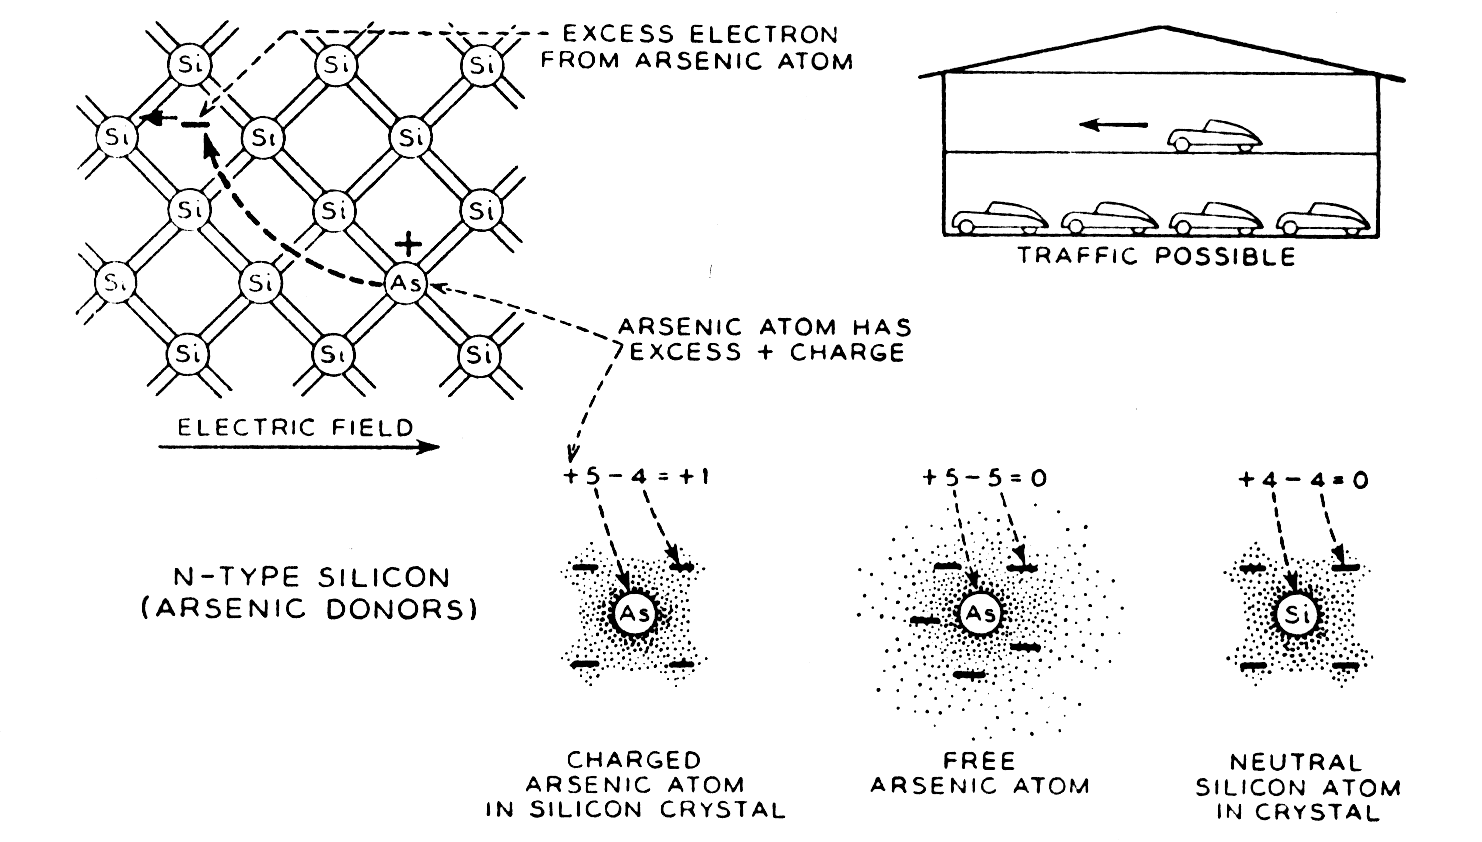 EXCESS ELECTRON
FROM ARSENIC ATOM
Si Si Si
Si Si Si
Si Si Si
+
Si Si As
Si Si Si
TRAFFIC POSSIBLE
ARSENIC ATOM HAS
EXCESS + CHARGE
ELECTRIC FIELD
+5-4=+1
+5-5=0
+4-4=0
N-TYPE SILICON
(ARSENIC DONORS)
As
As
Si
CHARGED
ARSENIC ATOM
IN SILICON CRYSTAL
FREE
ARSENIC ATOM
NEUTRAL
SILICON ATOM
IN CRYSTAL